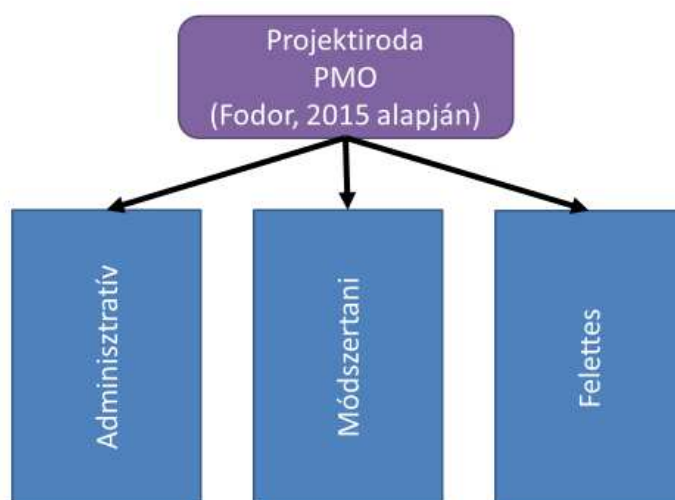 Projektiroda
PMO
(Fodor, 2015 alapján)
Adminisztratív
Módszertani
Felettes